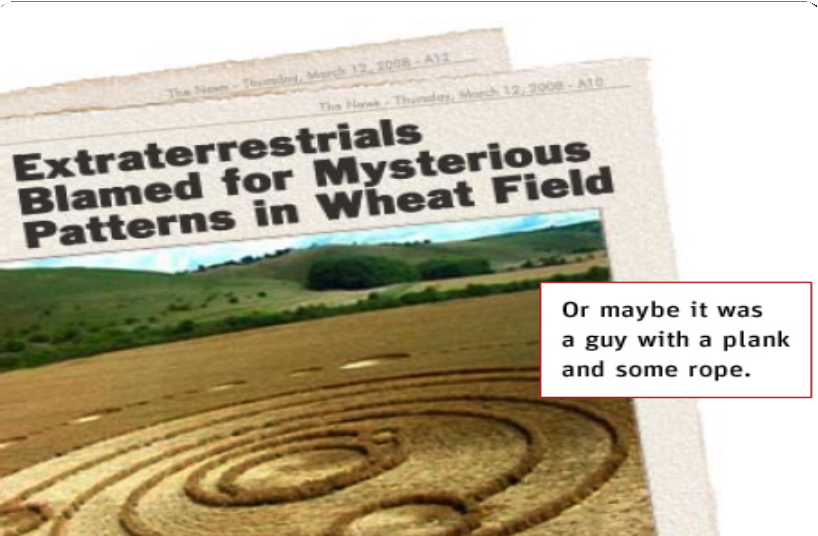 The News - Thursday, March 12, 2008 - A12
The News - Thursday, March 12, 2008 - A10
Extraterrestrials
Blamed for Mysterious
Patterns in Wheat Field
Or maybe it was
a guy with a plank
and some rope.